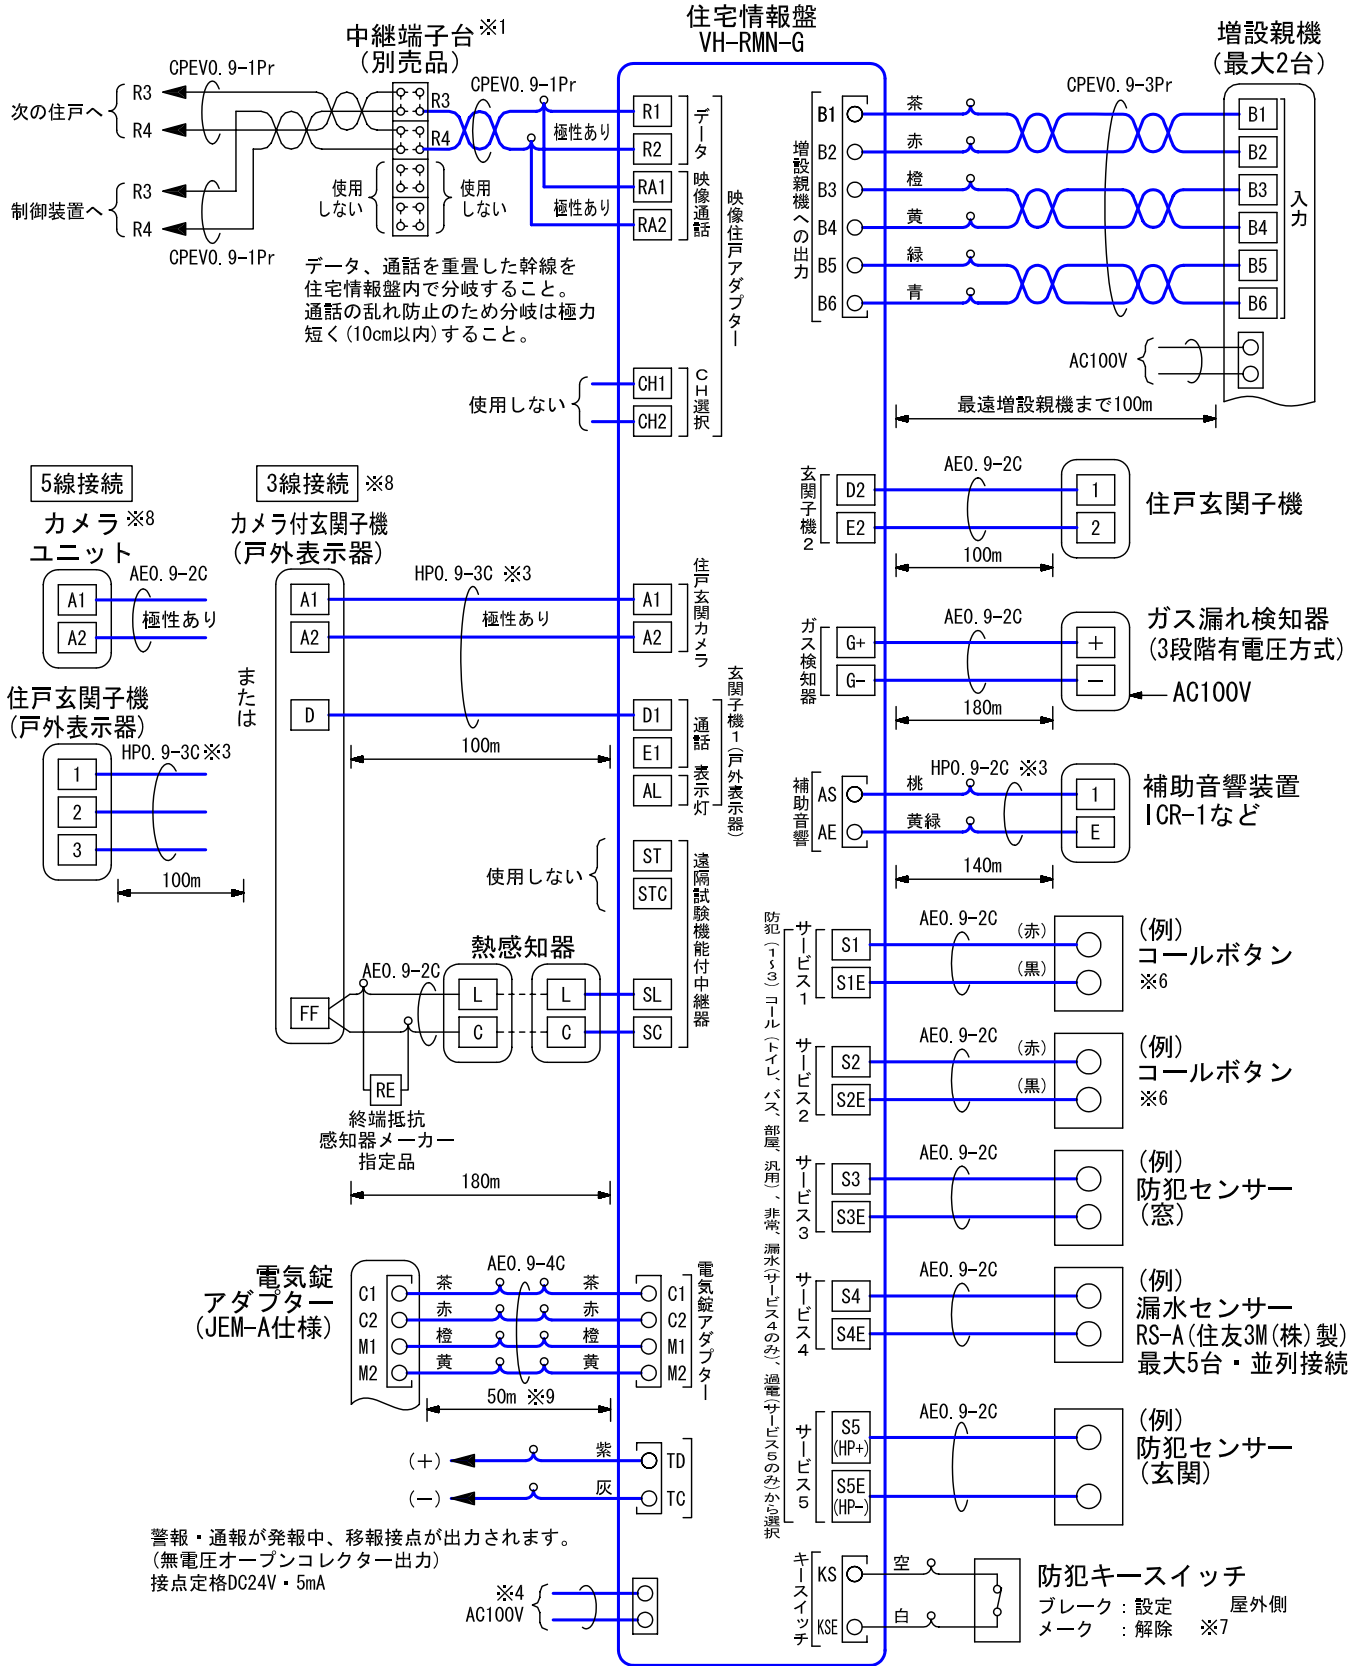 住宅情報盤
VH-RMN-G
中継端子台※1
(別売品)
CPEV0.9-1Pr
CPEV0.9-1Pr
次の住戸へ
R3
R4
制御装置へ
R3
R4
CPEV0.9-1Pr
R3
R4
使用
しない
使用
しない
極性あり
極性あり
R1
R2
データ
RA1
RA2
映像通話
映像住戸アダプター
データ、通話を重畳した幹線を
住宅情報盤内で分岐すること。
通話の乱れ防止のため分岐は極力
短く(10cm以内)すること。
使用しない
CH1
CH2
CH選択
増設親機
(最大2台)
CPEV0.9-3Pr
増設親機への出力
B1
B2
B3
B4
B5
B6
茶
赤
橙
黄
緑
青
B1
B2
B3
B4
B5
B6
入力
AC100V
最遠増設親機まで100m
5線接続
カメラ※8
ユニット
A1
A2
AE0.9-2C
極性あり
住戸玄関子機
(戸外表示器)
1
2
3
HP0.9-3C※3
100m
または
3線接続 ※8
カメラ付玄関子機
(戸外表示器)
A1
A2
D
HP0.9-3C ※3
極性あり
100m
A1
A2
住戸玄関カメラ
D1
E1
AL
通話
表示灯
玄関子機1(戸外表示器)
使用しない
ST
STC
SL
SC
遠隔試験機能付中継器
熱感知器
AE0.9-2C
FF
L
C
L
C
RE
終端抵抗
感知器メーカー
指定品
180m
電気錠
アダプター
(JEM-A仕様)
C1
C2
M1
M2
AE0.9-4C
茶
赤
橙
黄
茶
赤
橙
黄
C1
C2
M1
M2
電気錠アダプター
50m ※9
(+)
紫
TD
(−)
灰
TC
警報・通報が発報中、移報接点が出力されます。
(無電圧オープンコレクター出力)
接点定格DC24V・5mA
※4
AC100V
玄関子機2
D2
E2
AE0.9-2C
1
2
住戸玄関子機
100m
ガス検知器
G+
G-
AE0.9-2C
+
−
ガス漏れ検知器
(3段階有電圧方式)
AC100V
180m
補助音響
AS
AE
桃
黄緑
HP0.9-2C ※3
1
E
補助音響装置
ICR-1など
140m
防犯(1~3)コール(トイレ、バス、部屋、汎用)、非常、漏水(サービス4のみ)、過電(サービス5のみ)から選択
サービス1
S1
S1E
AE0.9-2C
(赤)
(黒)
(例)
コールボタン
※6
サービス2
S2
S2E
AE0.9-2C
(赤)
(黒)
(例)
コールボタン
※6
サービス3
S3
S3E
AE0.9-2C
(例)
防犯センサー
(窓)
サービス4
S4
S4E
AE0.9-2C
(例)
漏水センサー
RS-A(住友3M(株)製)
最大5台・並列接続
サービス5
S5
(HP+)
S5E
(HP-)
AE0.9-2C
(例)
防犯センサー
(玄関)
キースイッチ
KS
KSE
空
白
防犯キースイッチ
ブレーク：設定 屋外側
メーク ：解除 ※7